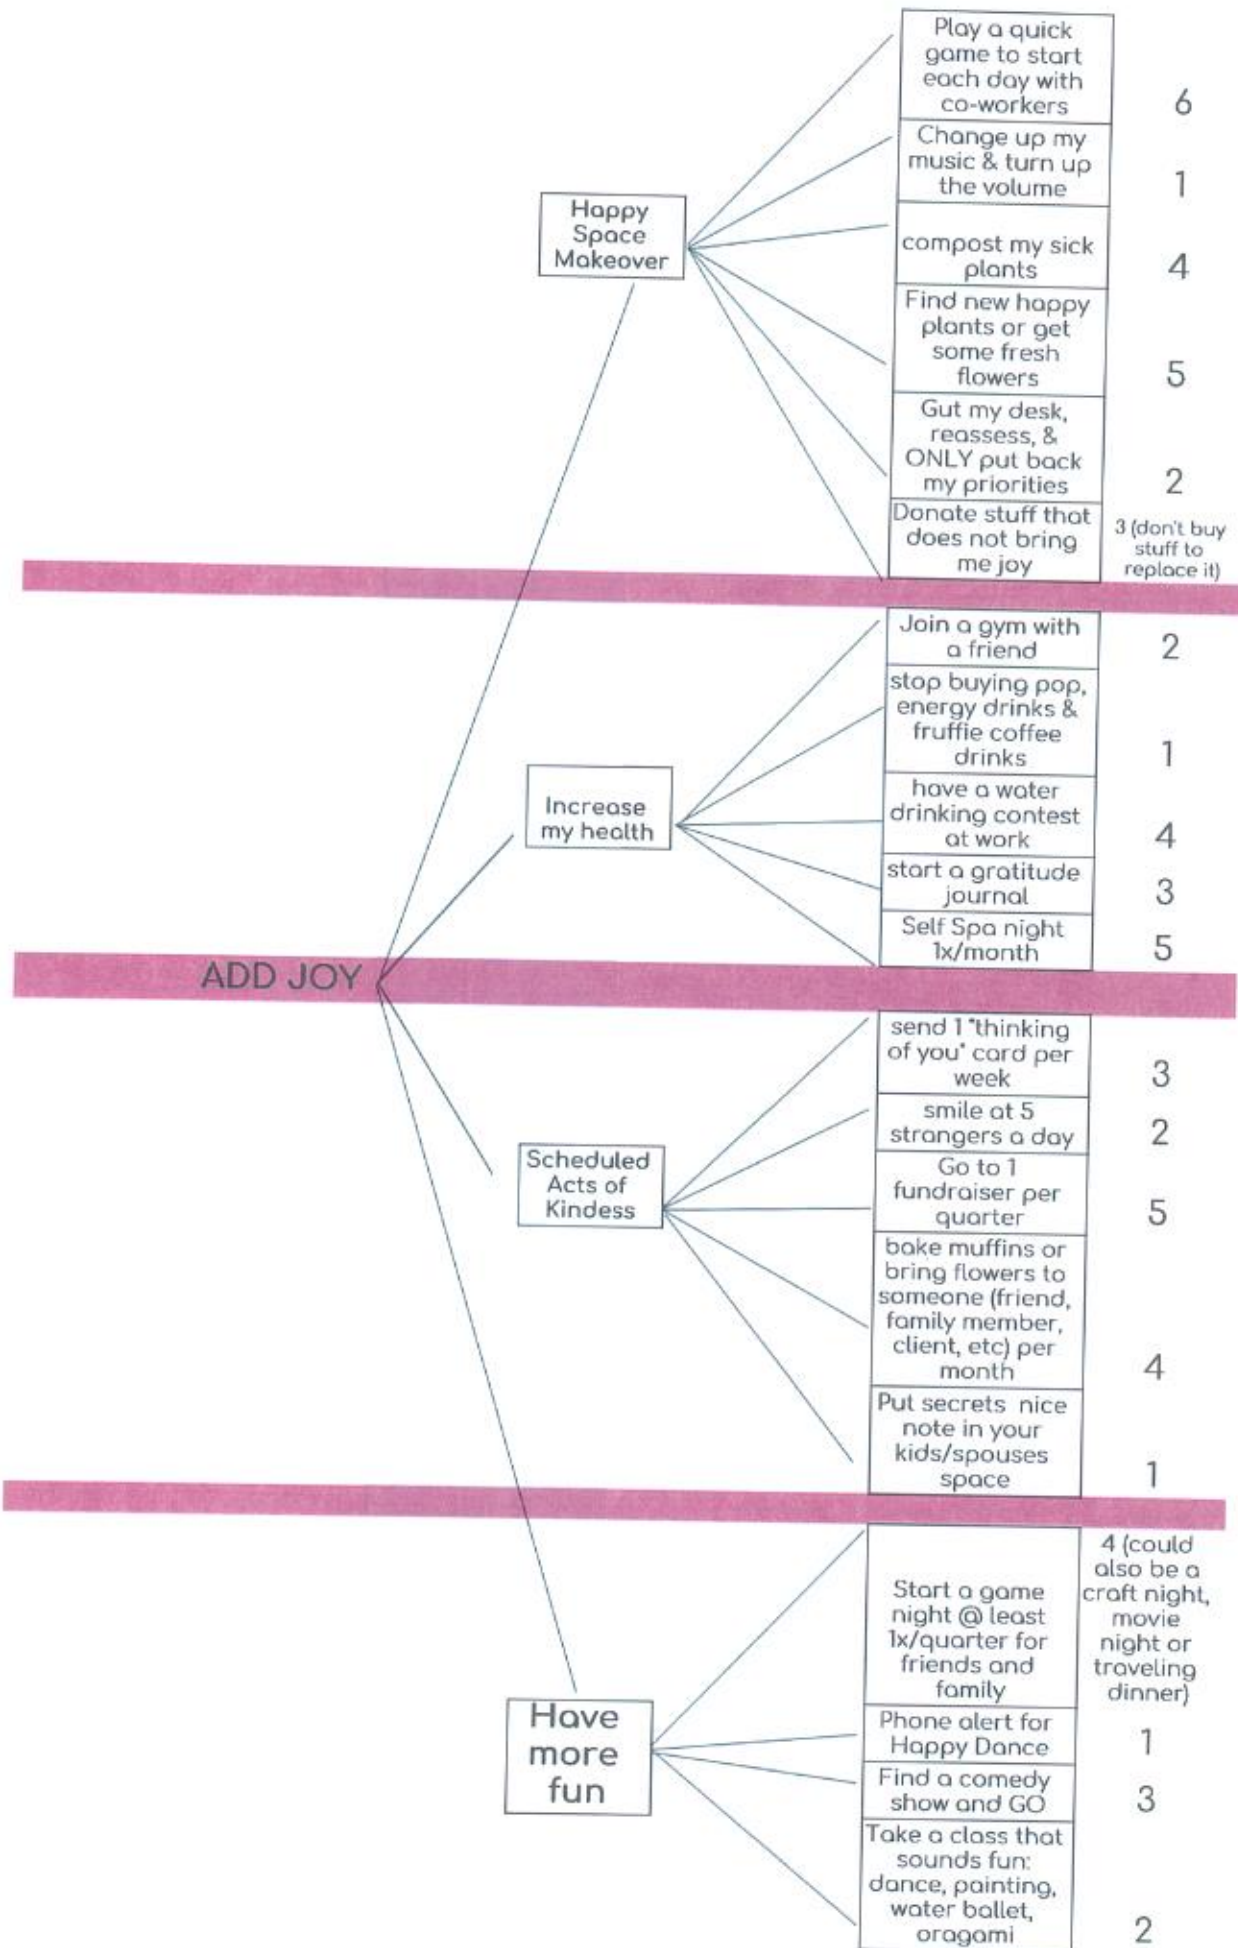 Play a quick
game to start
each day with
co-workers
6
Change up my
music & turn up
the volume
1
Happy
Space
Makeover
compost my sick
plants
4
Find new happy
plants or get
some fresh
flowers
5
Gut my desk,
reassess, &
ONLY put back
my priorities
2
Donate stuff that
does not bring
me joy
3 (don't buy
stuff to
replace it)
Join a gym with
a friend
2
stop buying pop,
energy drinks &
fruffie coffee
drinks
1
Increase
my health
have a water
drinking contest
at work
4
start a gratitude
journal
3
Self Spa night
1x/month
5
ADD JOY
send 1 "thinking
of you" card per
week
3
smile at 5
strangers a day
2
Scheduled
Acts of
Kindess
Go to 1
fundraiser per
quarter
5
bake muffins or
bring flowers to
someone (friend,
family member,
client, etc) per
month
4
Put secrets nice
note in your
kids/spouses
space
1
Start a game
night @ least
1x/quarter for
friends and
family
4 (could
also be a
craft night,
movie
night or
traveling
dinner)
Have
more
fun
Phone alert for
Happy Dance
1
Find a comedy
show and GO
3
Take a class that
sounds fun:
dance, painting,
water ballet,
oragami
2